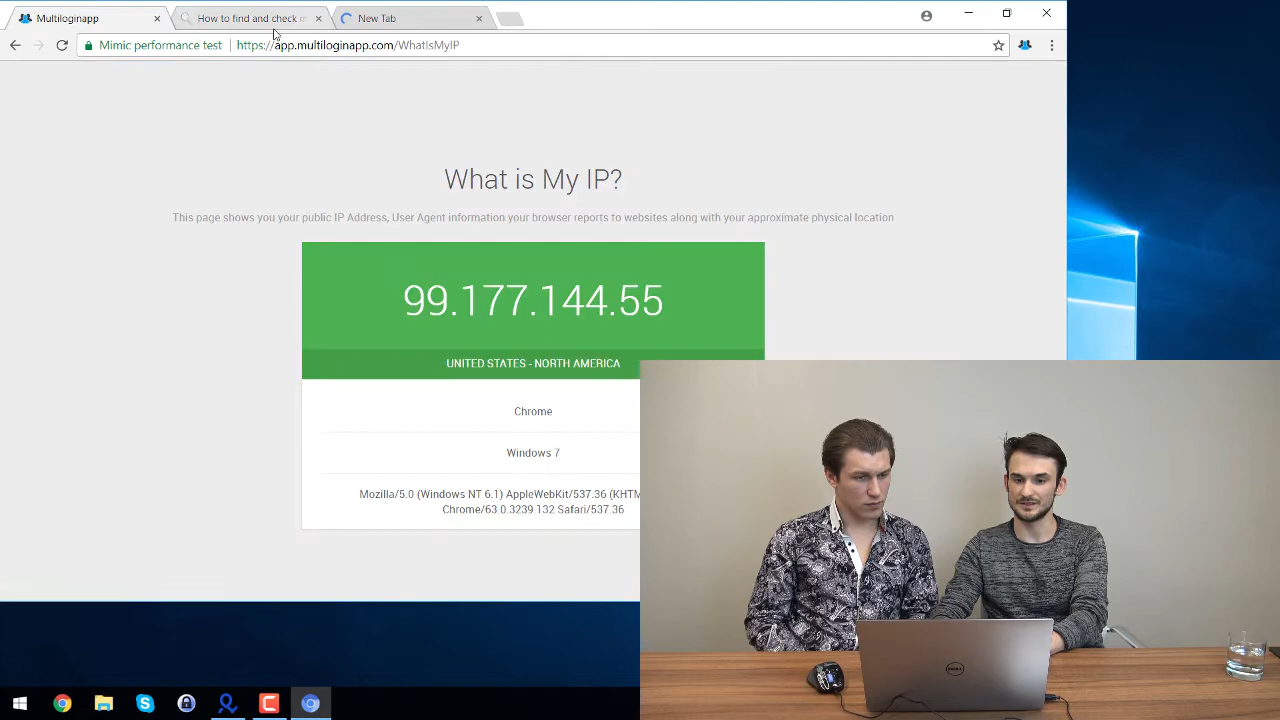 Multiloginapp
How to find and check m
New Tab
Mimic performance test
https://app.multiloginapp.com/WhatIsMyIP
What is My IP?
This page shows you your public IP Address, User Agent information your browser reports to websites along with your approximate physical location
99.177.144.55
UNITED STATES - NORTH AMERICA
Chrome
Windows 7
Mozilla/5.0 (Windows NT 6.1) AppleWebKit/537.36 (KHTM
Chrome/63.0.3239 132 Safari/537.36
DELL